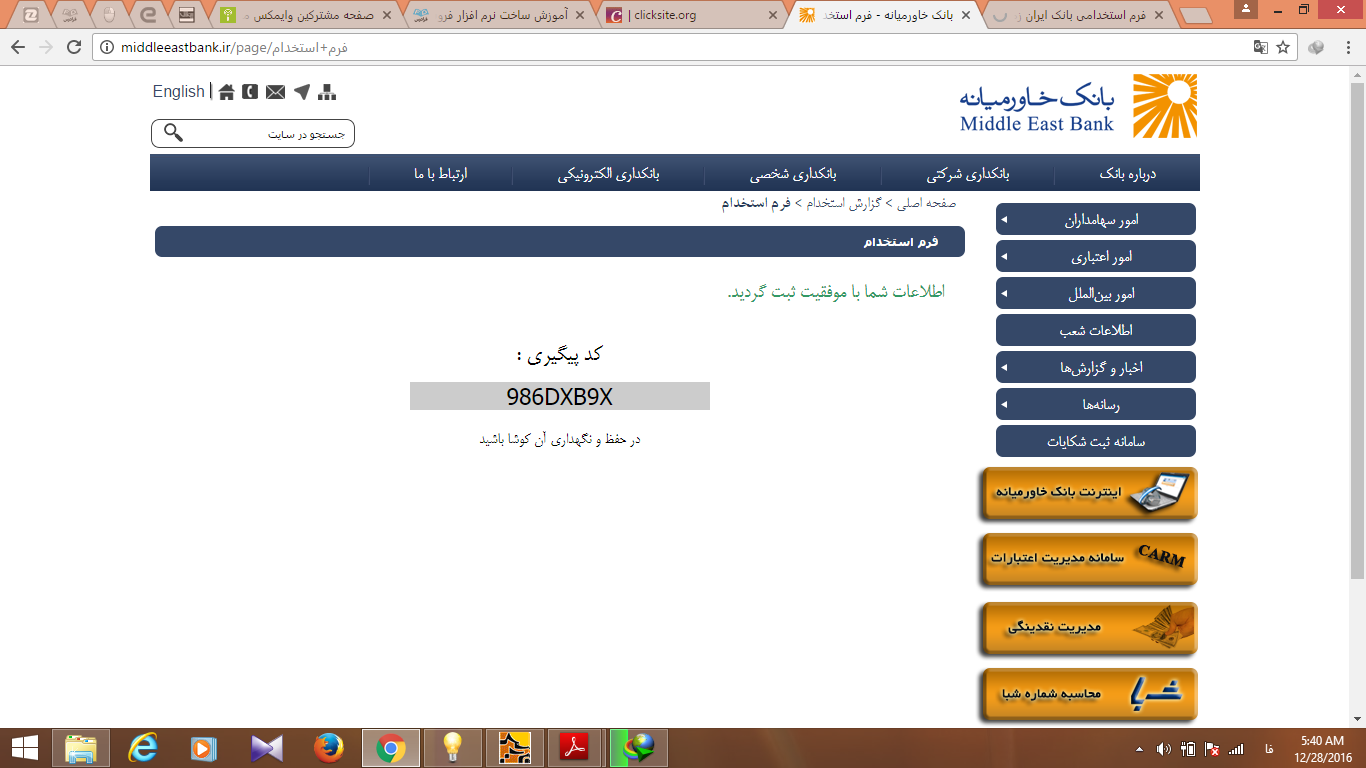 صفحه مشترکین وایمکس م
آموزش ساخت نرم افزار فرو
| clicksite.org
بانک خاورمیانه - فرم استخد
فرم استخدامی بانک ایران ز
middleeastbank.ir/page/فرم+استخدام
English |
بانک خاورمیانه
Middle East Bank
جستجو در سایت
درباره بانک
بانکداری شرکتی
بانکداری شخصی
بانکداری الکترونیکی
ارتباط با ما
صفحه اصلی > گزارش استخدام > فرم استخدام
فرم استخدام
اطلاعات شما با موفقیت ثبت گردید.
کد پیگیری :
986DXB9X
در حفظ و نگهداری آن کوشا باشید
امور سهامداران
امور اعتباری
امور بین‌الملل
اطلاعات شعب
اخبار و گزارش‌ها
رسانه‌ها
سامانه ثبت شکایات
اینترنت بانک خاورمیانه
سامانه مدیریت اعتبارات CARM
مدیریت نقدینگی
محاسبه شماره شبا شبا
فا
5:40 AM
12/28/2016